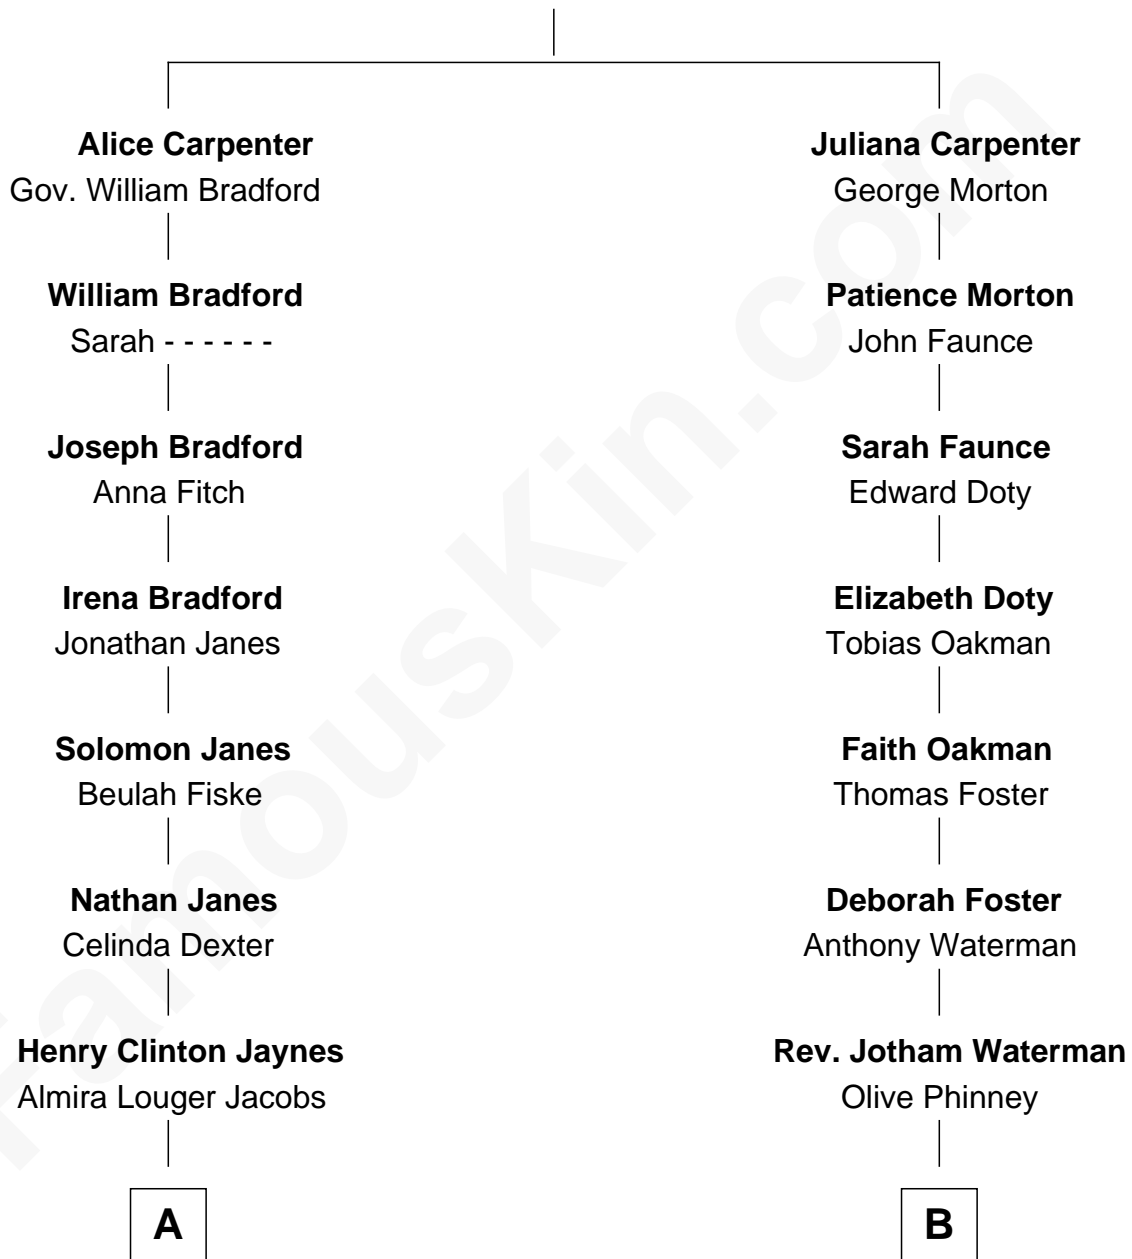 Alice Carpenter
Gov. William Bradford
William Bradford
Sarah - - - - - -
Joseph Bradford
Anna Fitch
Irena Bradford
Jonathan Janes
Solomon Janes
Beulah Fiske
Nathan Janes
Celinda Dexter
Henry Clinton Jaynes
Almira Louger Jacobs
A
Juliana Carpenter
George Morton
Patience Morton
John Faunce
Sarah Faunce
Edward Doty
Elizabeth Doty
Tobias Oakman
Faith Oakman
Thomas Foster
Deborah Foster
Anthony Waterman
Rev. Jotham Waterman
Olive Phinney
B
FamousKin.com